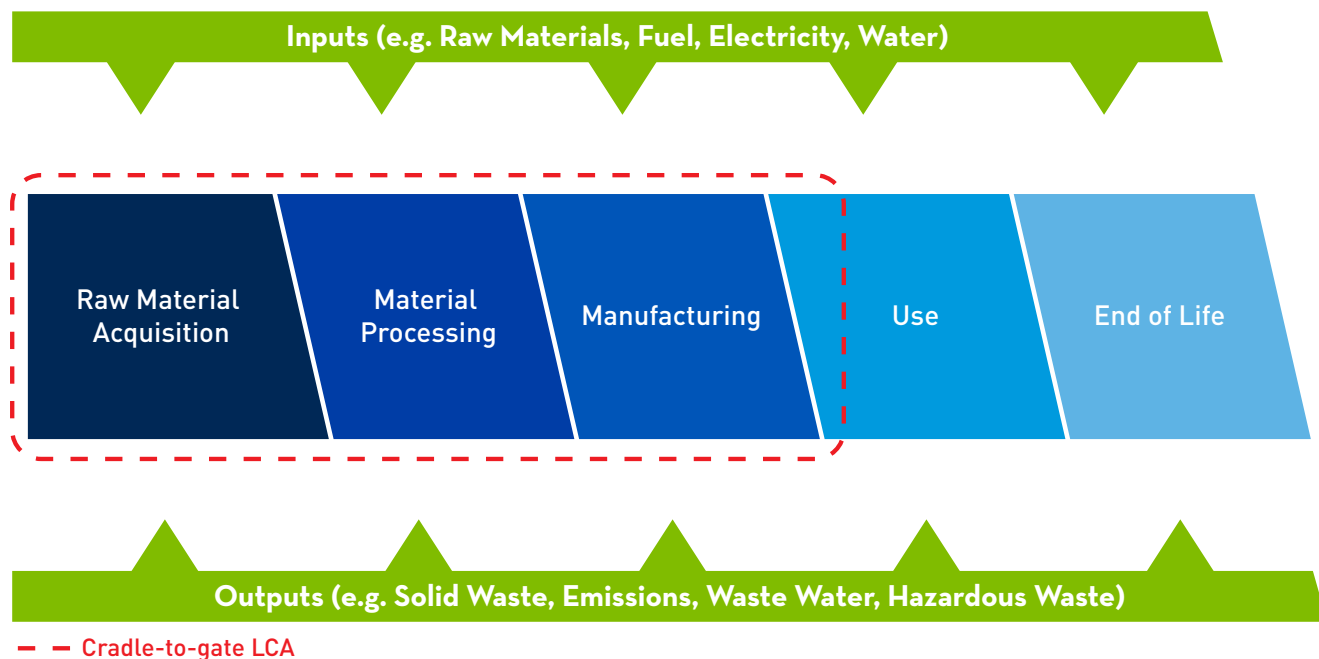 Inputs (e.g. Raw Materials, Fuel, Electricity, Water)
Raw Material
Acquisition
Material
Processing
Manufacturing
Use
End of Life
Outputs (e.g. Solid Waste, Emissions, Waste Water, Hazardous Waste)
Cradle-to-gate LCA